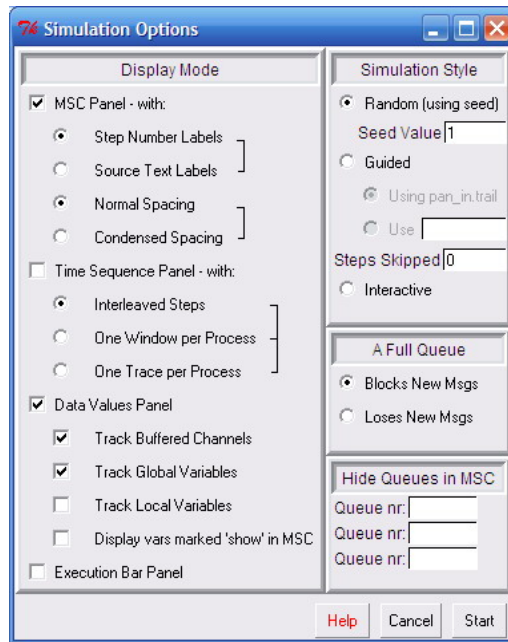 Simulation Options
Display Mode
MSC Panel - with:
Step Number Labels
Source Text Labels
Normal Spacing
Condensed Spacing
Time Sequence Panel - with:
Interleaved Steps
One Window per Process
One Trace per Process
Data Values Panel
Track Buffered Channels
Track Global Variables
Track Local Variables
Display vars marked 'show' in MSC
Execution Bar Panel
Simulation Style
Random (using seed)
Seed Value 1
Guided
Using pan_in.trail
Use
Steps Skipped 0
Interactive
A Full Queue
Blocks New Msgs
Loses New Msgs
Hide Queues in MSC
Queue nr:
Queue nr:
Queue nr:
Help Cancel Start